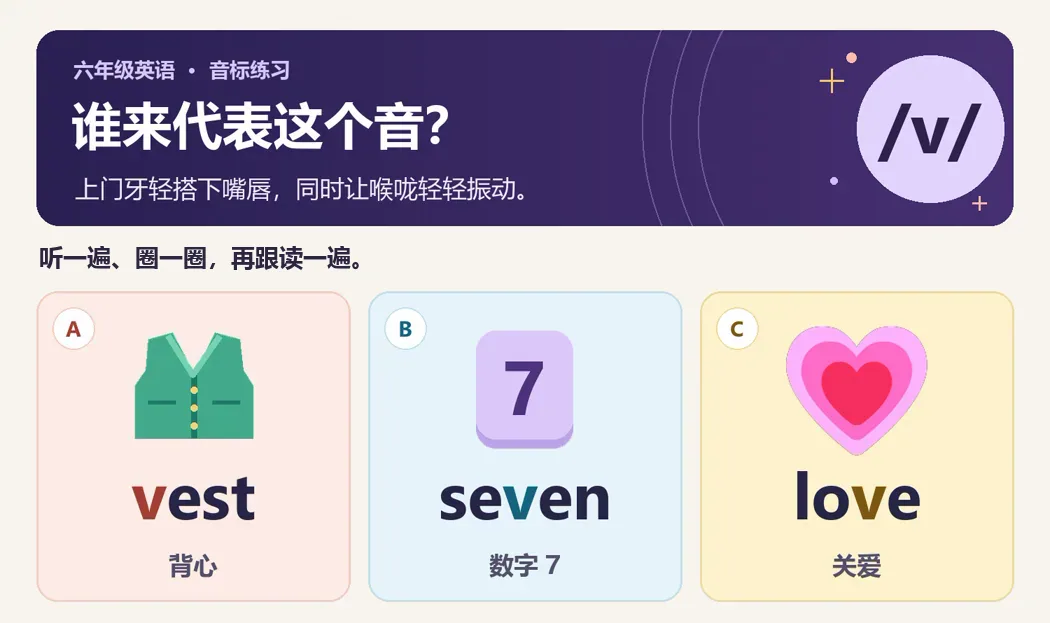 六年级英语 • 音标练习
谁来代表这个音？
/v/
上门牙轻搭下嘴唇，同时让喉咙轻轻振动。
听一遍、圈一圈，再跟读一遍。
A
vest
背心
B
7
seven
数字 7
C
love
关爱